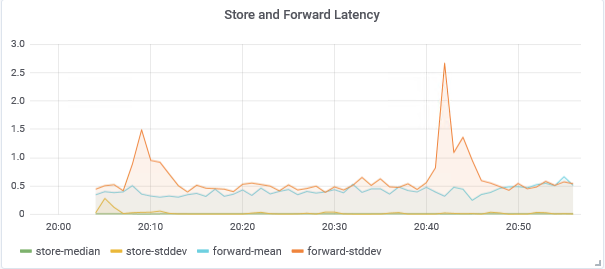 Store and Forward Latency
3.0
2.5
2.0
1.5
1.0
0.5
0
20:00 20:10 20:20 20:30 20:40 20:50
store-median store-stddev forward-mean forward-stddev